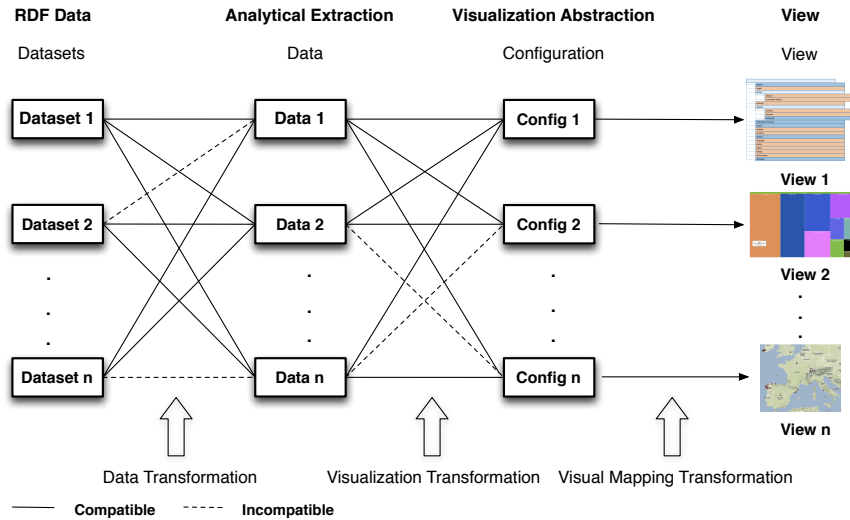 RDF Data Analytical Extraction Visualization Abstraction View
Datasets Data Configuration View
Dataset 1 Data 1 Config 1
View 1
Dataset 2 Data 2 Config 2
View 2
Dataset n Data n Config n
View n
Data Transformation Visualization Transformation Visual Mapping Transformation
Compatible Incompatible